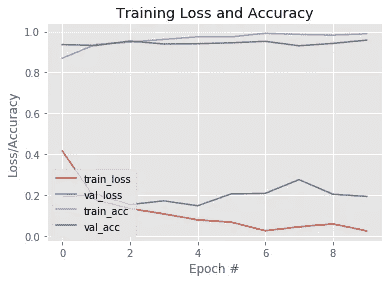 Training Loss and Accuracy
1.0
0.8
0.6
0.4
0.2
0.0
Loss/Accuracy
train_loss
val_loss
train_acc
val_acc
0
2
4
6
8
Epoch #